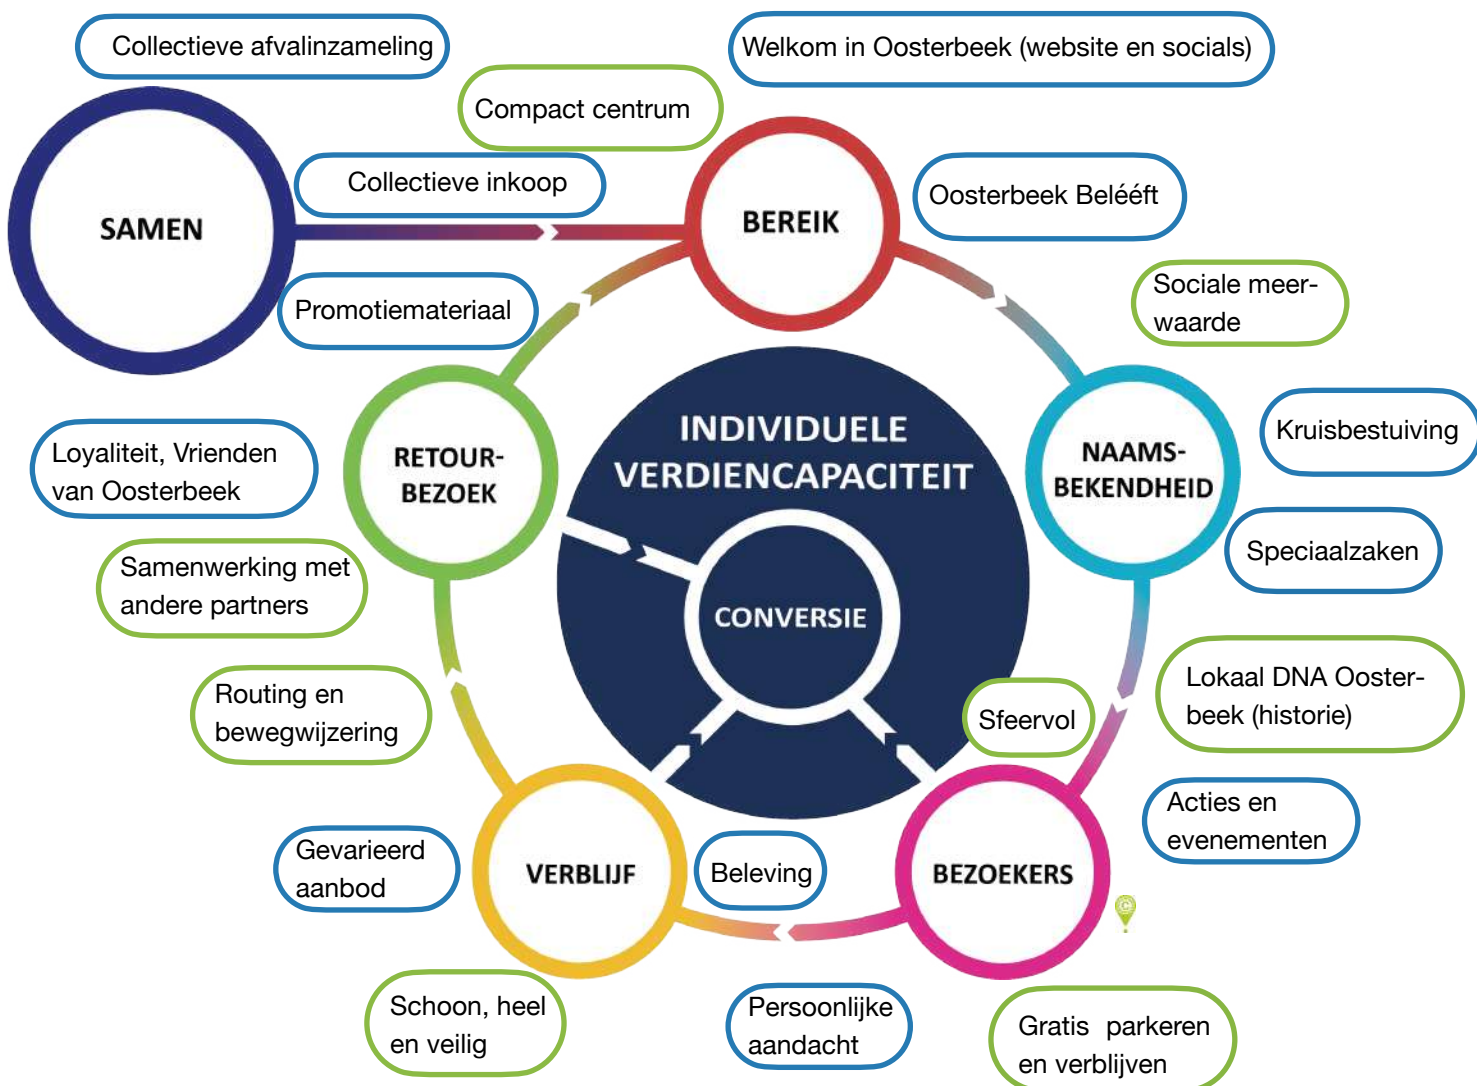 Collectieve afvalinzameling
Welkom in Oosterbeek (website en socials)
Compact centrum
Collectieve inkoop
Oosterbeek Belééft
SAMEN
BEREIK
Promotiemateriaal
Sociale meer-
waarde
INDIVIDUELE
VERDIENCAPACITEIT
Kruisbestuiving
Loyaliteit, Vrienden
van Oosterbeek
RETOUR-
BEZOEK
NAAMS-
BEKENDHEID
Speciaalzaken
Samenwerking met
andere partners
CONVERSIE
Routing en
bewegwijzering
Sfeervol
Lokaal DNA Ooster-
beek (historie)
Acties en
evenementen
Gevarieerd
aanbod
VERBLIJF
Beleving
BEZOEKERS
Schoon, heel
en veilig
Persoonlijke
aandacht
Gratis parkeren
en verblijven